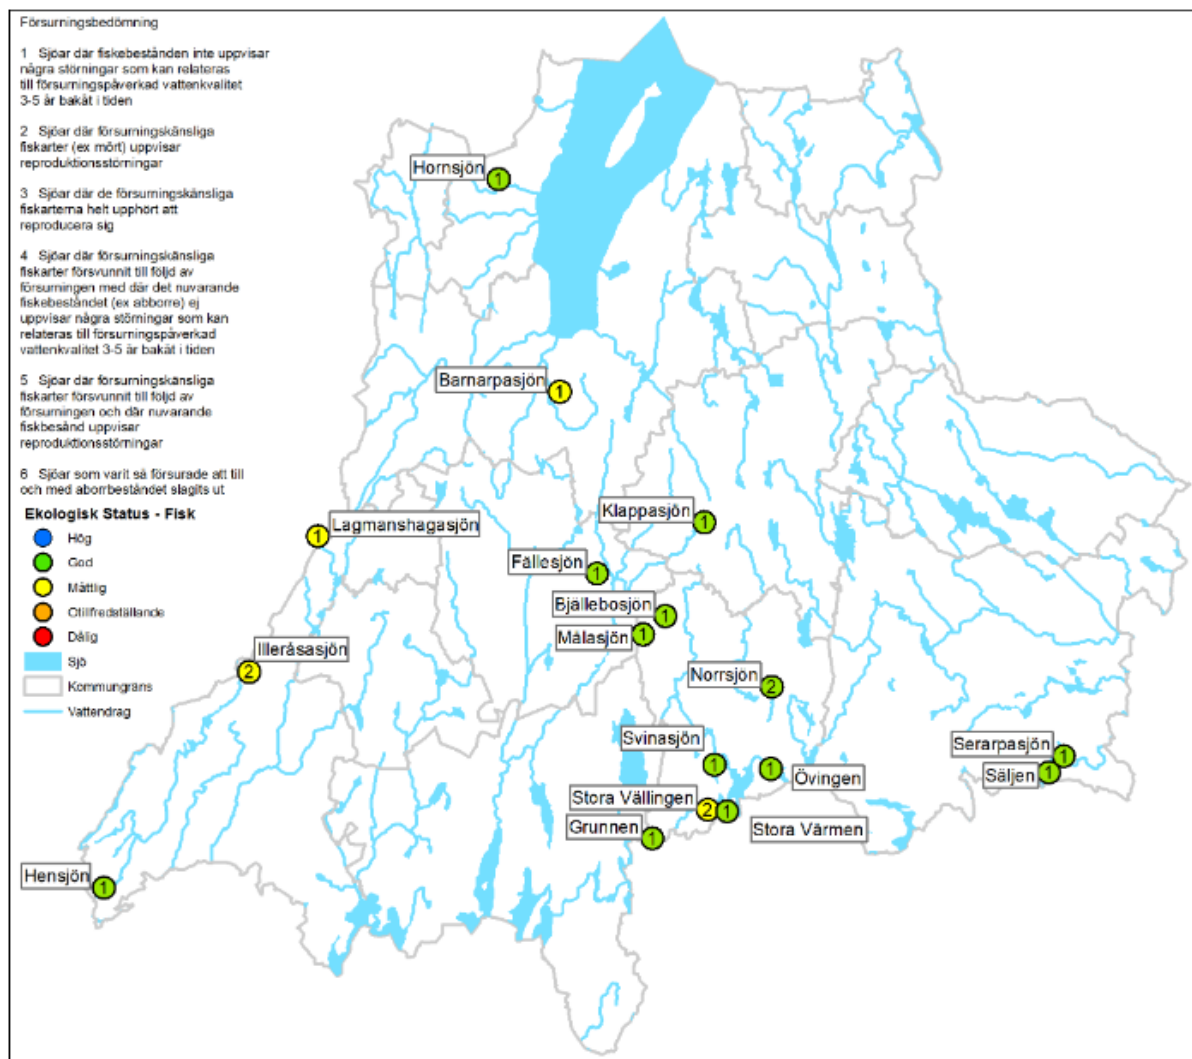 Försurningsbedömning
1 Sjöar där fiskebestånden inte uppvisar
några störningar som kan relateras
till försurningspåverkad vattenkvalitet
3-5 år bakåt i tiden
2 Sjöar där försurningskänsliga
fiskarter (ex mört) uppvisar
reproduktionsstörningar
3 Sjöar där de försurningskänsliga
fiskarterna helt upphört att
reproducera sig
4 Sjöar där försurningskänsliga
fiskarter försvunnit till följd av
försurningen med där det nuvarande
fiskebeståndet (ex abborre) ej
uppvisar några störningar som kan
relateras till försurningspåverkad
vattenkvalitet 3-5 år bakåt i tiden
5 Sjöar där försurningskänsliga
fiskarter försvunnit till följd av
försurningen och där nuvarande
fiskbesånd uppvisar
reproduktionsstörningar
6 Sjöar som varit så försurade att till
och med aborrbeståndet slagits ut
Ekologisk Status - Fisk
Hög
God
Måttlig
Otillfredställande
Dålig
Sjö
Kommungräns
Vattendrag
Hornsjön 1
Barnarpasjön 1
Lagmanshagasjön 1
Klappasjön 1
Fällesjön 1
Bjällebosjön 1
Målasjön 1
Illeråsasjön 2
Norrsjön 2
Svinasjön 1
Serarpasjön 1
Säljen 1
Övingen 1
Stora Vällingen 2
Stora Värmen 1
Grunnen 1
Hensjön 1